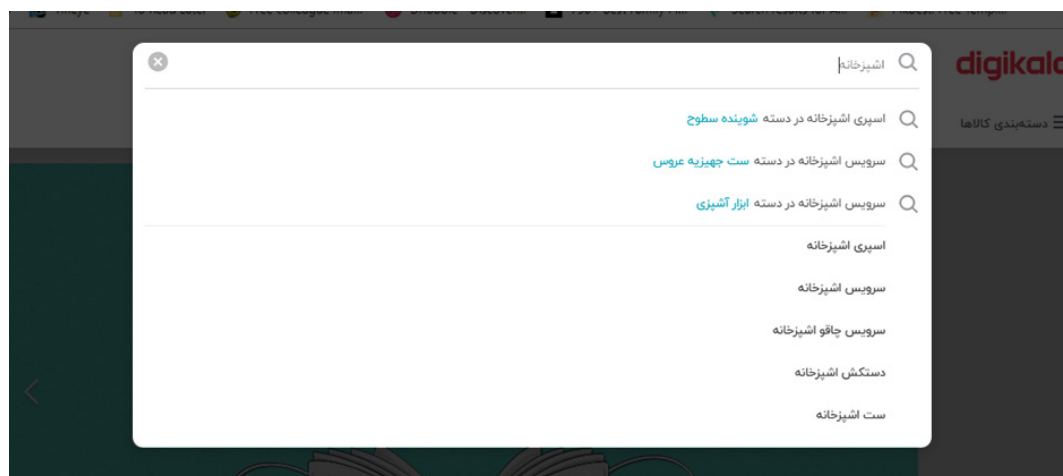 digikala
دسته‌بندی کالاها
اشپزخانه
اسپری اشپزخانه در دسته شوینده سطوح
سرویس اشپزخانه در دسته ست جهیزیه عروس
سرویس اشپزخانه در دسته ابزار آشپزی
اسپری اشپزخانه
سرویس اشپزخانه
سرویس چاقو اشپزخانه
دستکش اشپزخانه
ست اشپزخانه